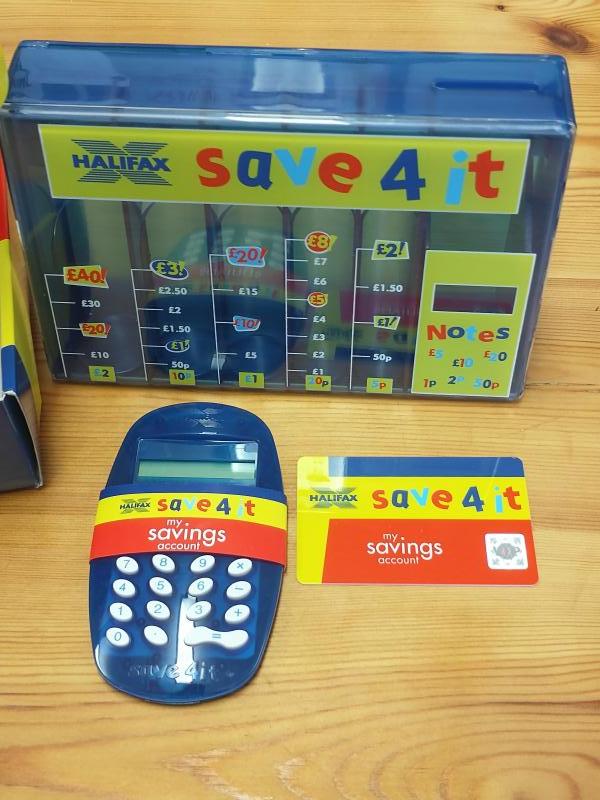 HALIFAX save 4 it
£40!
£30
£20!
£10
£2
£3!
£2.50
£2
£1.50
£1!
50p
10p
£20!
£15
£10!
£5
£1
£8!
£7
£6
£5
£4
£3
£2
£1
20p
£2!
£1.50
£1!
50p
5p
Notes
£5 £10 £20
1p 2p 50p
HALIFAX save 4 it
my
savings
account
7 8 9 ×
4 5 6 −
1 2 3 +
0 . =
save 4 it
HALIFAX save 4 it
my
savings
account